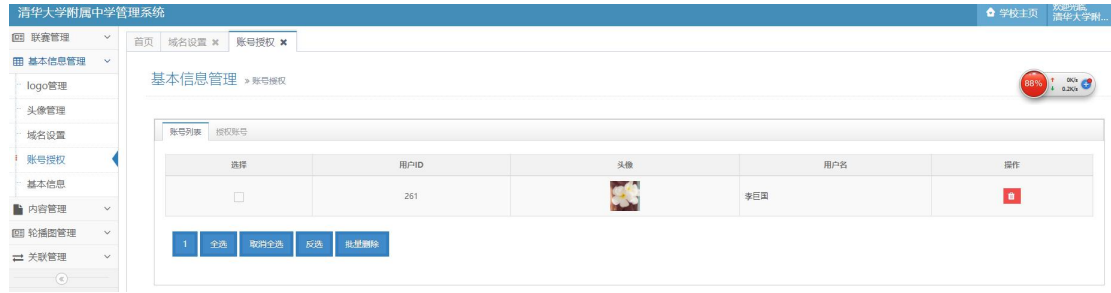 清华大学附属中学管理系统
学校主页
欢迎光临,
清华大学附...
联赛管理
首页 域名设置 账号授权
基本信息管理
logo管理
头像管理
域名设置
账号授权
基本信息
内容管理
轮播图管理
关联管理
基本信息管理 » 账号授权
88% 0K/s
0.2K/s
账号列表 授权账号
选择 用户ID 头像 用户名 操作
261 李巨国
1 全选 取消全选 反选 批量删除